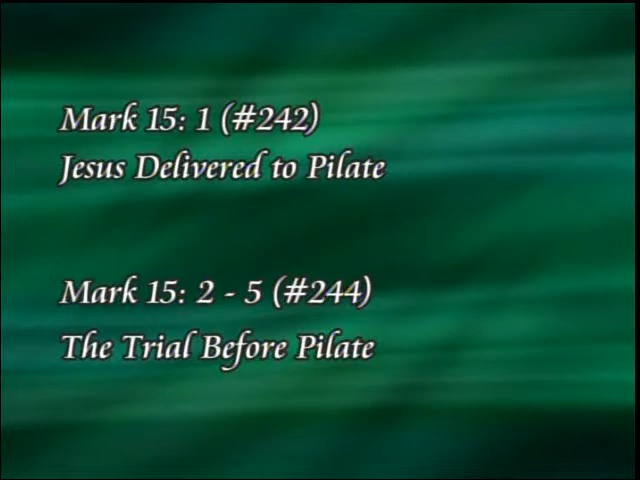 Mark 15: 1 (#242)
Jesus Delivered to Pilate
Mark 15: 2 - 5 (#244)
The Trial Before Pilate